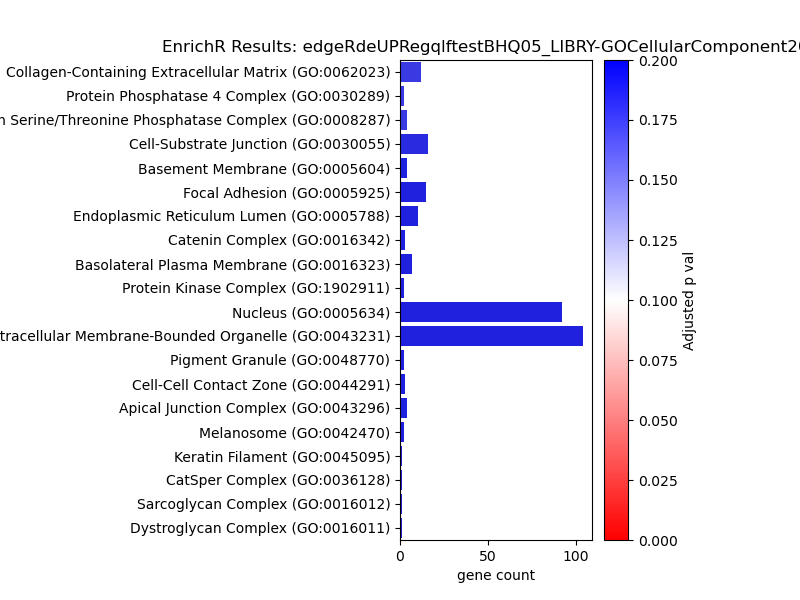 EnrichR Results: edgeRdeUPRegqlftestBHQ05_LIBRY-GOCellularComponent20
Collagen-Containing Extracellular Matrix (GO:0062023)
Protein Phosphatase 4 Complex (GO:0030289)
n Serine/Threonine Phosphatase Complex (GO:0008287)
Cell-Substrate Junction (GO:0030055)
Basement Membrane (GO:0005604)
Focal Adhesion (GO:0005925)
Endoplasmic Reticulum Lumen (GO:0005788)
Catenin Complex (GO:0016342)
Basolateral Plasma Membrane (GO:0016323)
Protein Kinase Complex (GO:1902911)
Nucleus (GO:0005634)
tracellular Membrane-Bounded Organelle (GO:0043231)
Pigment Granule (GO:0048770)
Cell-Cell Contact Zone (GO:0044291)
Apical Junction Complex (GO:0043296)
Melanosome (GO:0042470)
Keratin Filament (GO:0045095)
CatSper Complex (GO:0036128)
Sarcoglycan Complex (GO:0016012)
Dystroglycan Complex (GO:0016011)
0 50 100
gene count
0.200
0.175
0.150
0.125
0.100
0.075
0.050
0.025
0.000
Adjusted p val